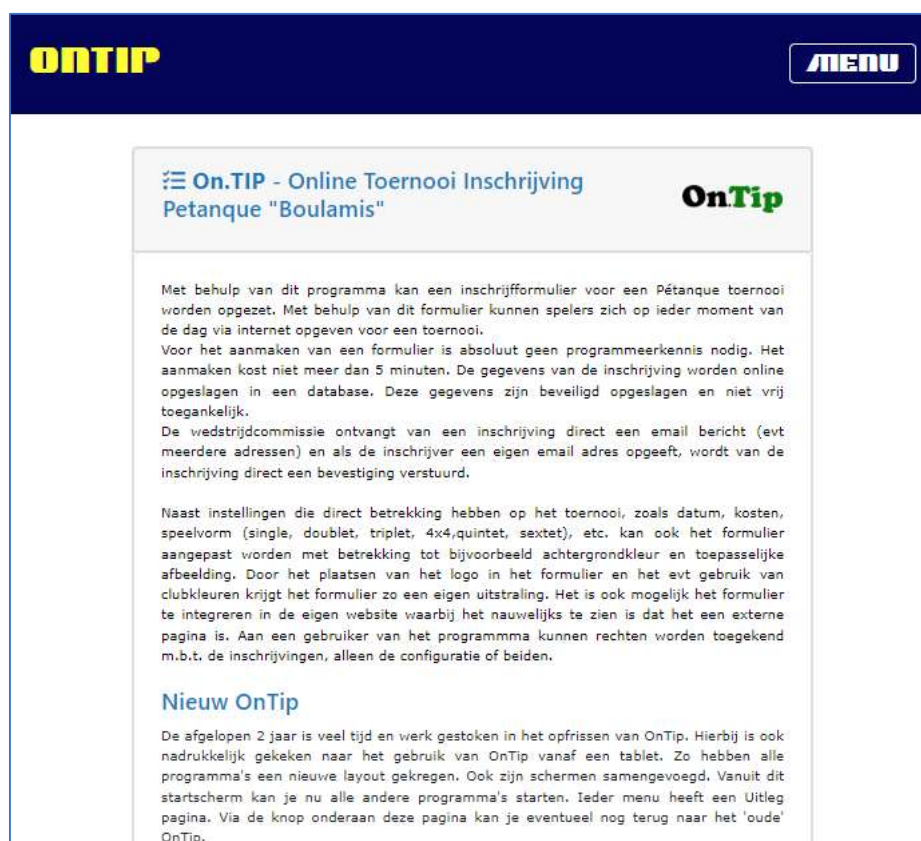 ONTIP
MENU
On.TIP - Online Toernooi Inschrijving
Petanque "Boulamis"
OnTip
Met behulp van dit programma kan een inschrijfformulier voor een Pétanque toernooi
worden opgezet. Met behulp van dit formulier kunnen spelers zich op ieder moment van
de dag via internet opgeven voor een toernooi.
Voor het aanmaken van een formulier is absoluut geen programmeerkennis nodig. Het
aanmaken kost niet meer dan 5 minuten. De gegevens van de inschrijving worden online
opgeslagen in een database. Deze gegevens zijn beveiligd opgeslagen en niet vrij
toegankelijk.
De wedstrijdcommissie ontvangt van een inschrijving direct een email bericht (evt
meerdere adressen) en als de inschrijver een eigen email adres opgeeft, wordt van de
inschrijving direct een bevestiging verstuurd.
Naast instellingen die direct betrekking hebben op het toernooi, zoals datum, kosten,
speelvorm (single, doublet, triplet, 4x4,quintet, sextet), etc. kan ook het formulier
aangepast worden met betrekking tot bijvoorbeeld achtergrondkleur en toepasselijke
afbeelding. Door het plaatsen van het logo in het formulier en het evt gebruik van
clubkleuren krijgt het formulier zo een eigen uitstraling. Het is ook mogelijk het formulier
te integreren in de eigen website waarbij het nauwelijks te zien is dat het een externe
pagina is. Aan een gebruiker van het programmma kunnen rechten worden toegekend
m.b.t. de inschrijvingen, alleen de configuratie of beiden.
Nieuw OnTip
De afgelopen 2 jaar is veel tijd en werk gestoken in het opfrissen van OnTip. Hierbij is ook
nadrukkelijk gekeken naar het gebruik van OnTip vanaf een tablet. Zo hebben alle
programma's een nieuwe layout gekregen. Ook zijn schermen samengevoegd. Vanuit dit
startscherm kan je nu alle andere programma's starten. Ieder menu heeft een Uitleg
pagina. Via de knop onderaan deze pagina kan je eventueel nog terug naar het 'oude'
OnTip.